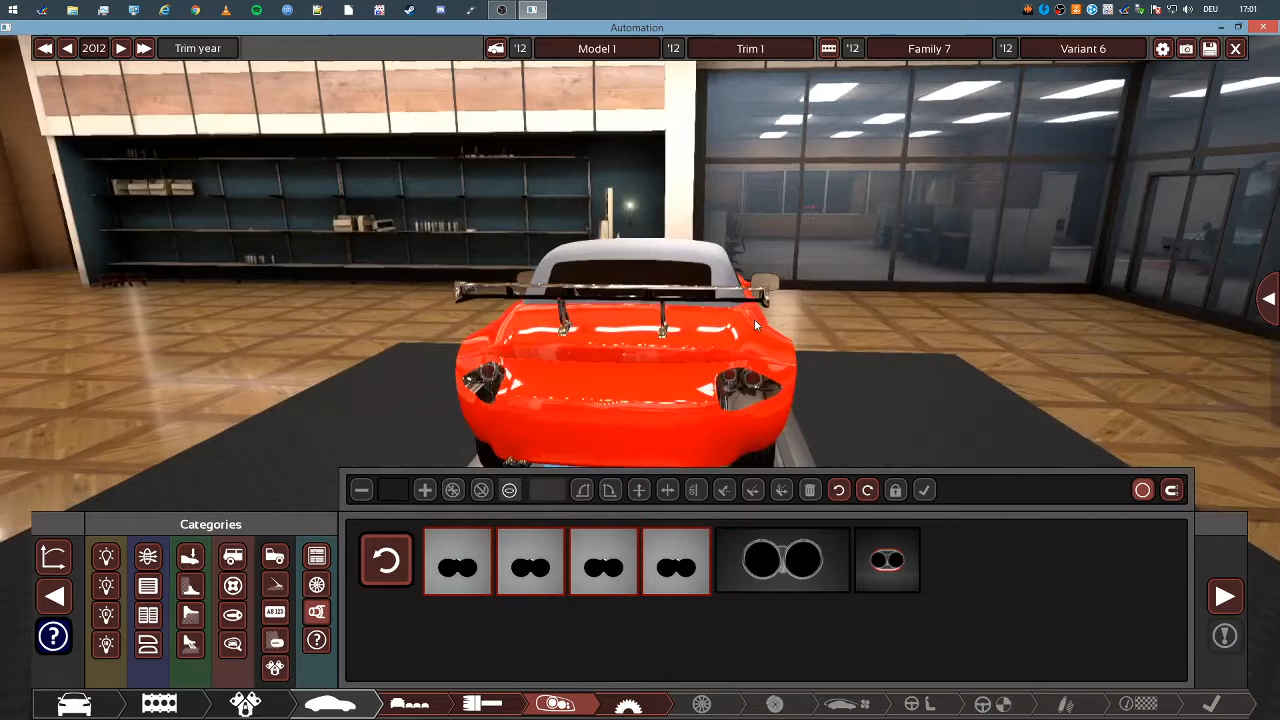 DEU
17:01
Automation
2012
Trim year
'12
Model 1
'12
Trim 1
'12
Family 7
'12
Variant 6
Categories
AB 123
?
?